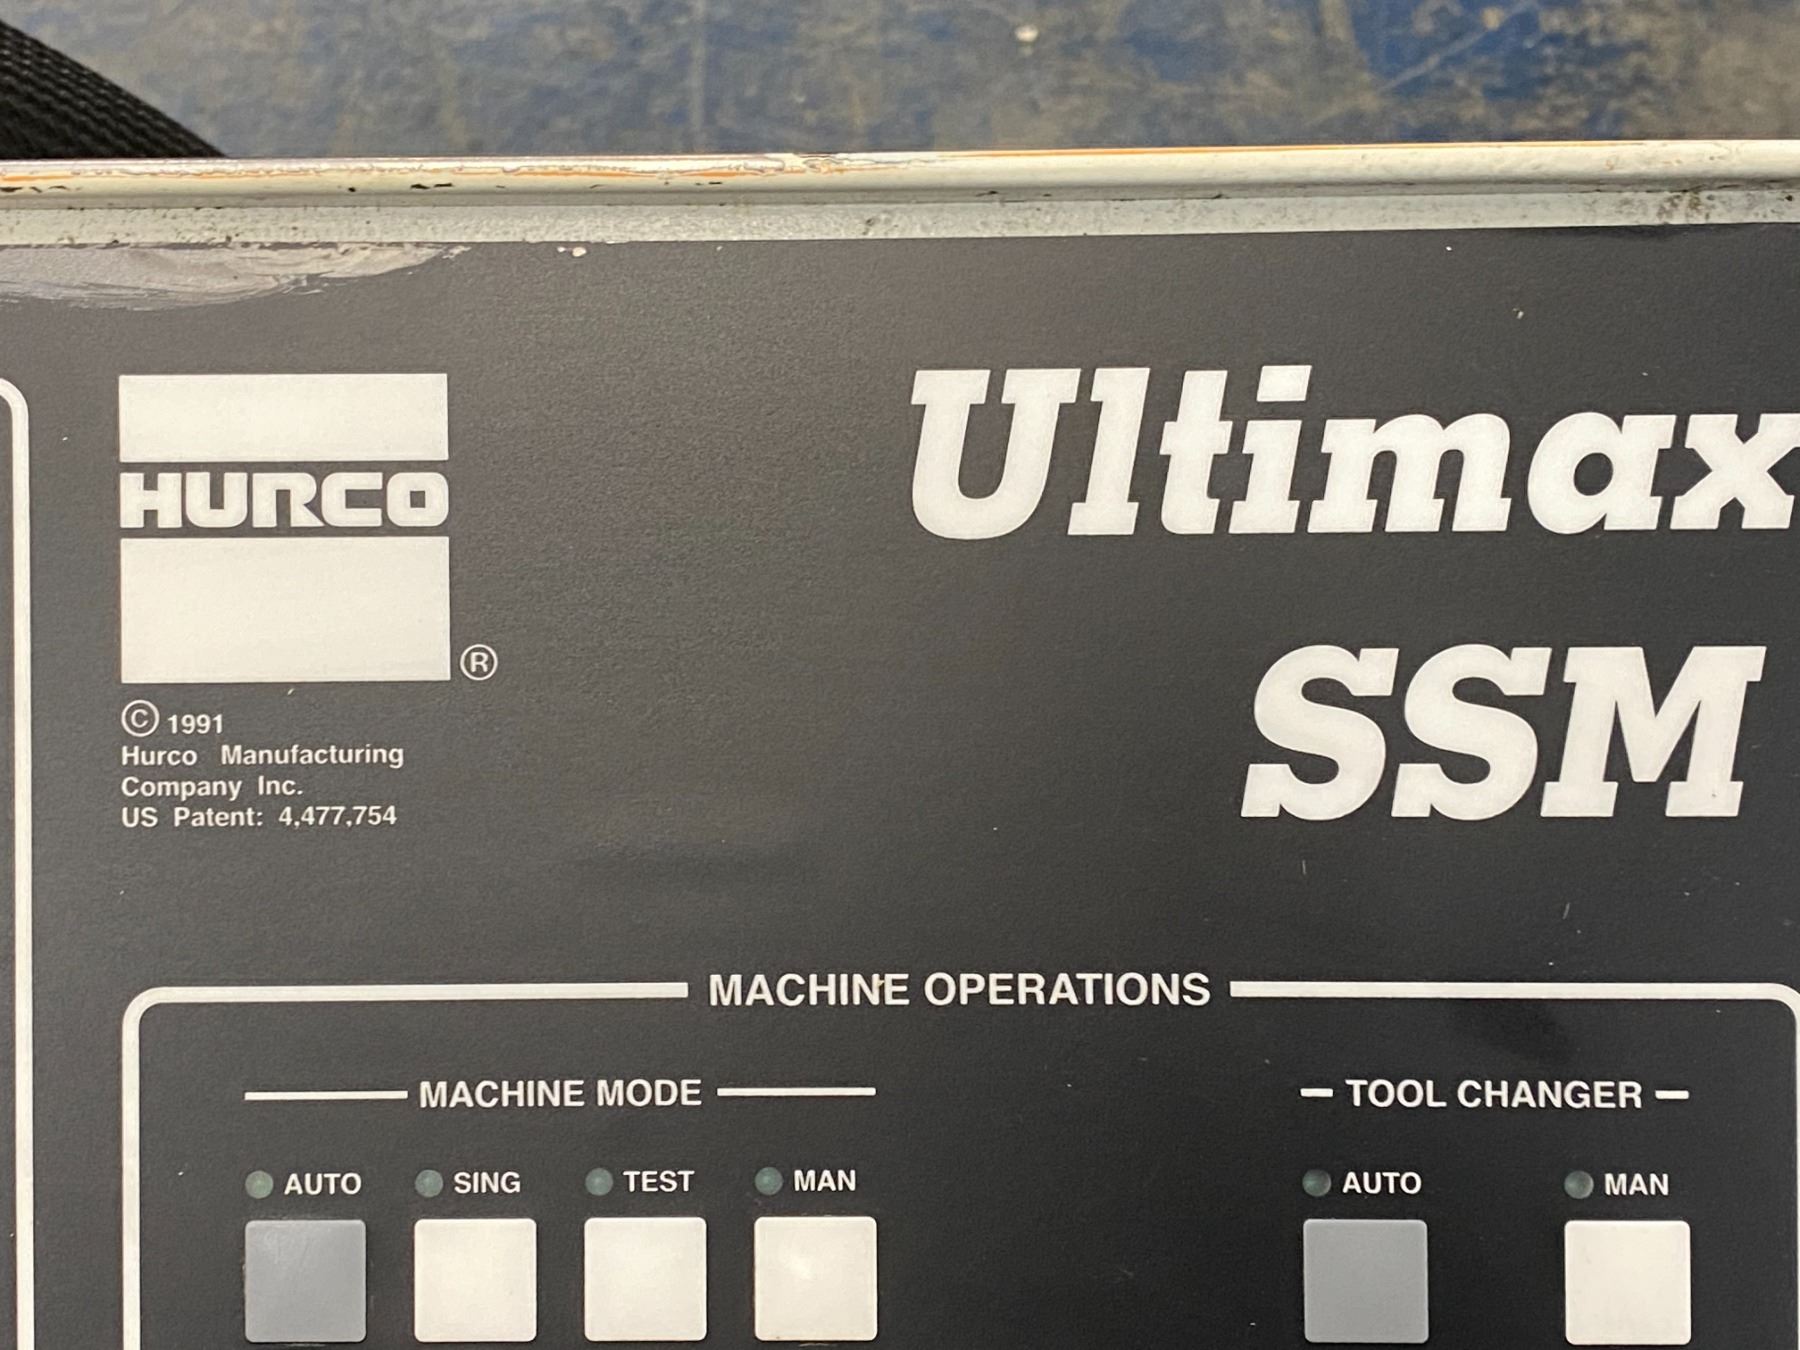 HURCO
®
© 1991
Hurco Manufacturing
Company Inc.
US Patent: 4,477,754
Ultimax
SSM
MACHINE OPERATIONS
MACHINE MODE
AUTO SING TEST MAN
TOOL CHANGER
AUTO MAN